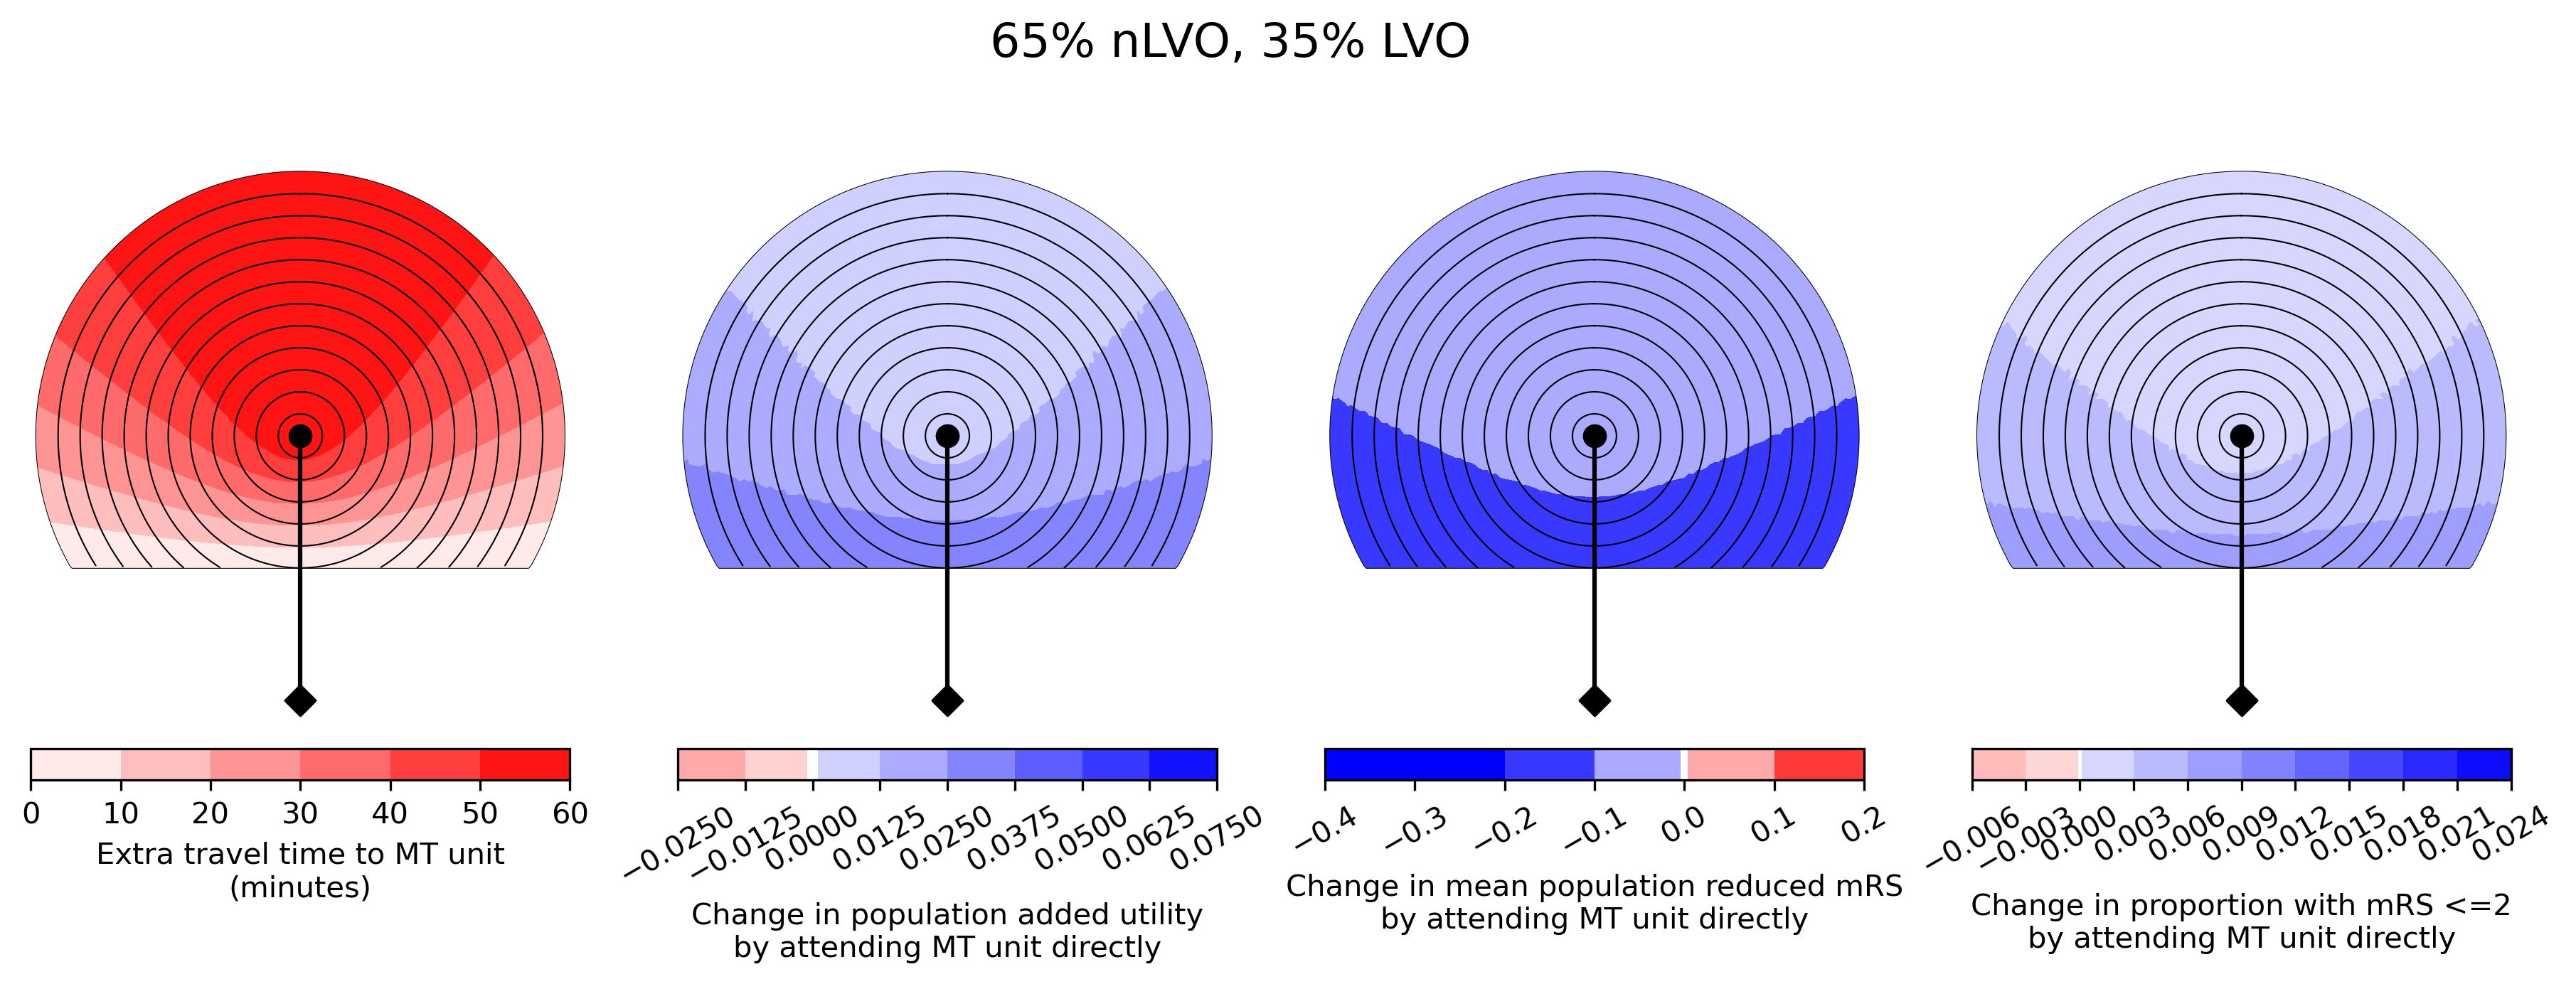 65% nLVO, 35% LVO
0 10 20 30 40 50 60
Extra travel time to MT unit
(minutes)
−0.0250 −0.0125 0.0000 0.0125 0.0250 0.0375 0.0500 0.0625 0.0750
Change in population added utility
by attending MT unit directly
−0.4 −0.3 −0.2 −0.1 0.0 0.1 0.2
Change in mean population reduced mRS
by attending MT unit directly
−0.006 −0.003 0.000 0.003 0.006 0.009 0.012 0.015 0.018 0.021 0.024
Change in proportion with mRS <=2
by attending MT unit directly